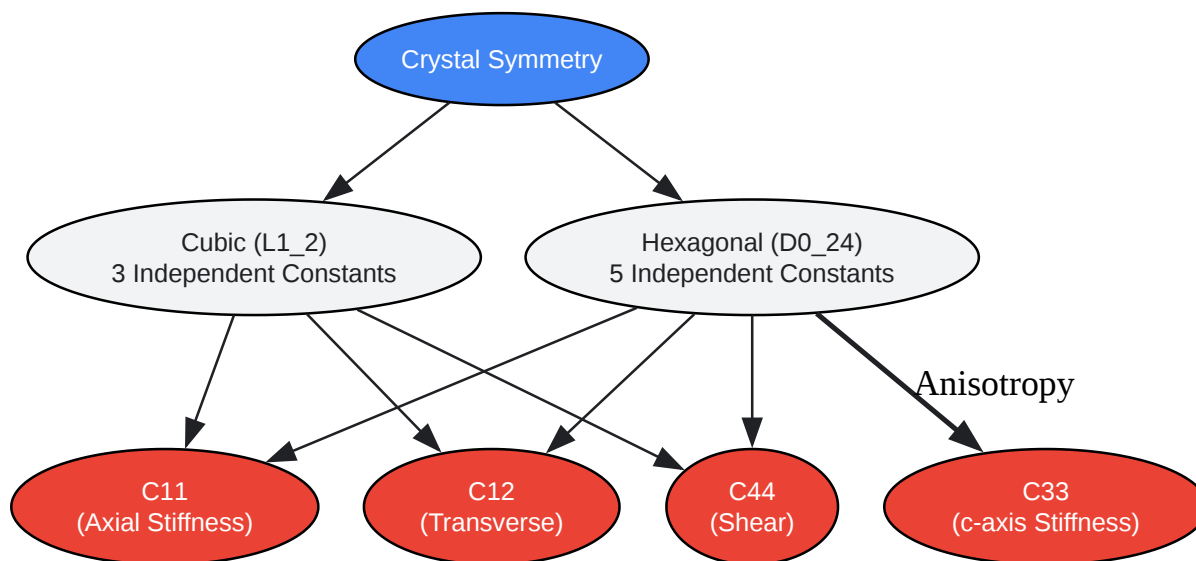 Crystal Symmetry
Cubic (L1_2)
3 Independent Constants
Hexagonal (D0_24)
5 Independent Constants
Anisotropy
C11
(Axial Stiffness)
C12
(Transverse)
C44
(Shear)
C33
(c-axis Stiffness)